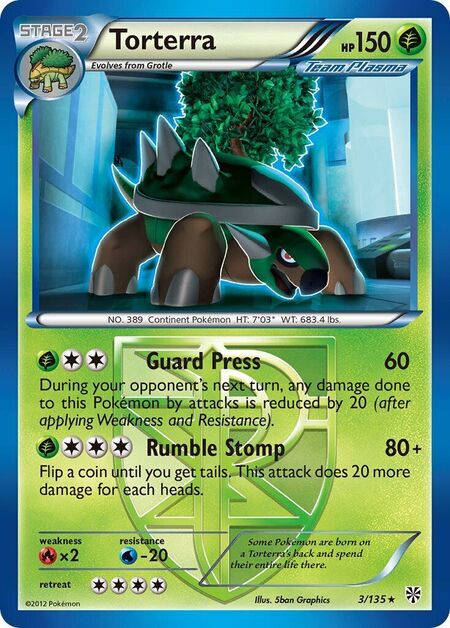 STAGE2
Torterra
HP150
Evolves from Grotle
Team Plasma
NO. 389 Continent Pokémon HT: 7'03" WT: 683.4 lbs.
Guard Press 60
During your opponent's next turn, any damage done
to this Pokémon by attacks is reduced by 20 (after
applying Weakness and Resistance).
Rumble Stomp 80+
Flip a coin until you get tails. This attack does 20 more
damage for each heads.
weakness resistance
×2 -20
retreat
Some Pokémon are born on
a Torterra's back and spend
their entire life there.
©2012 Pokémon
Illus. 5ban Graphics
3/135★